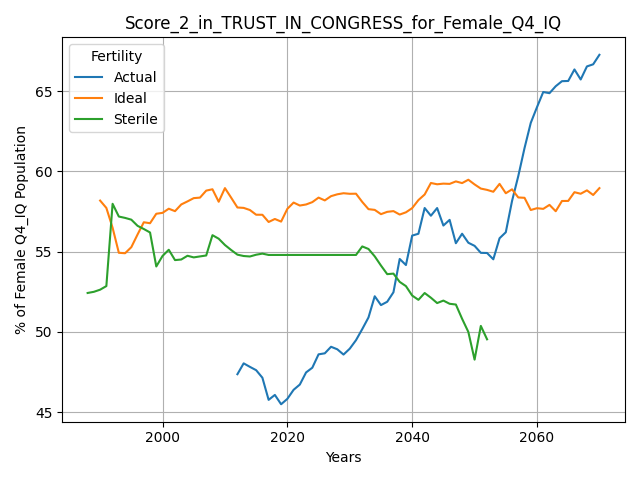 Score_2_in_TRUST_IN_CONGRESS_for_Female_Q4_IQ
Fertility
Actual
Ideal
Sterile
% of Female Q4_IQ Population
65
60
55
50
45
2000
2020
2040
2060
Years